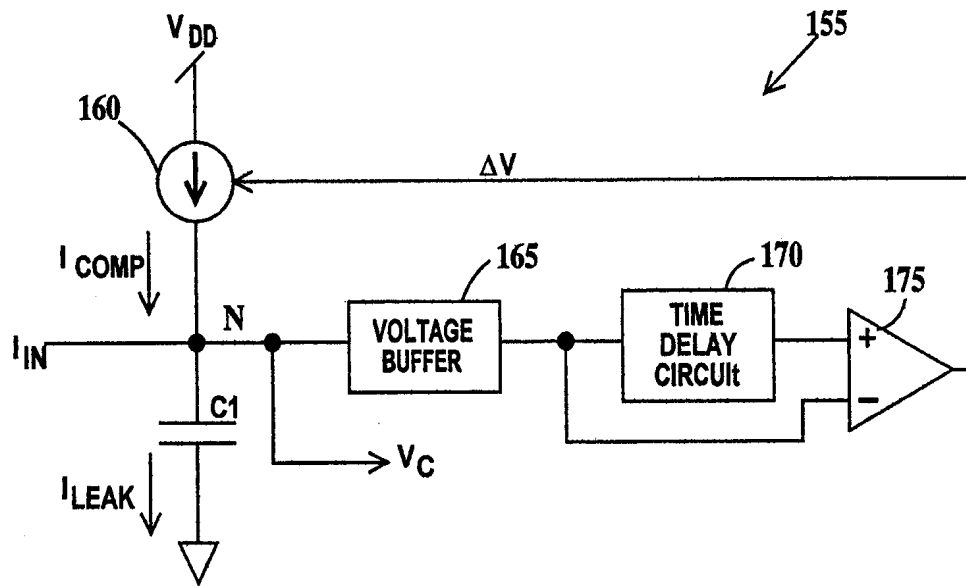 V DD
155
160
ΔV
I COMP
165
170
175
N
VOLTAGE
BUFFER
TIME
DELAY
CIRCUIt
+
−
I IN
C1
V C
I LEAK